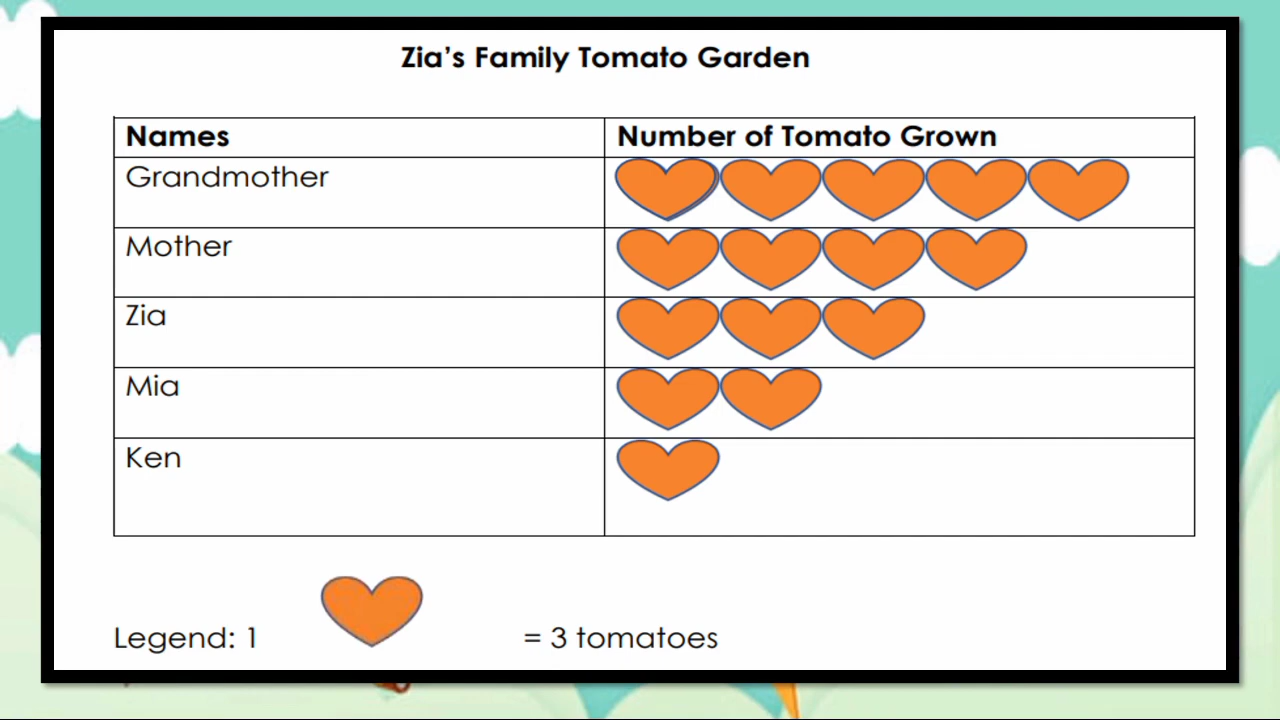 Zia’s Family Tomato Garden
Names
Number of Tomato Grown
Grandmother
Mother
Zia
Mia
Ken
Legend: 1 = 3 tomatoes